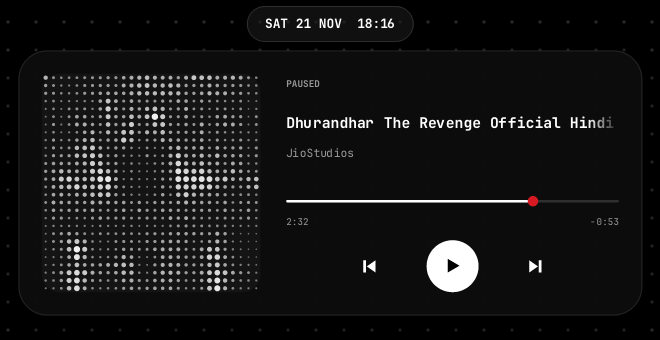 SAT 21 NOV  18:16
PAUSED
Dhurandhar The Revenge Official Hindi
JioStudios
2:32
-0:53